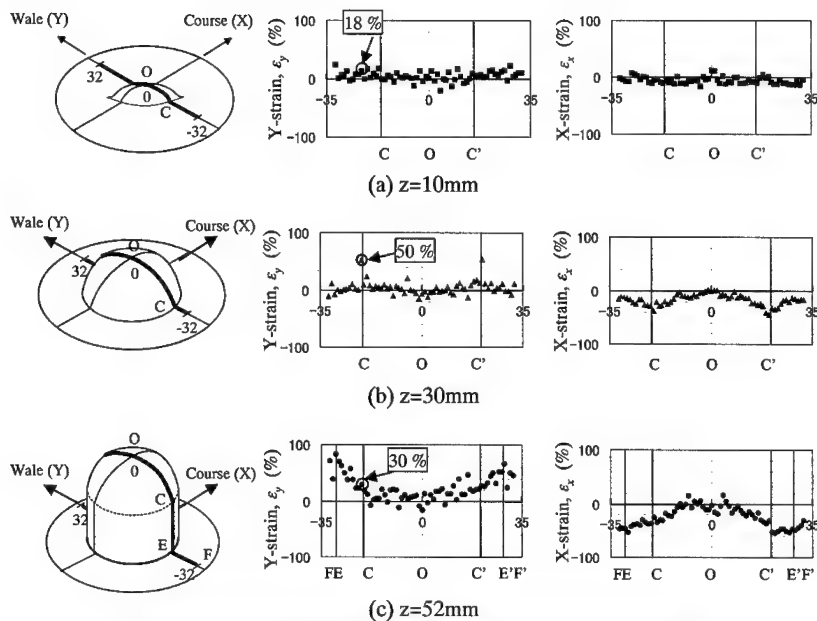 Wale (Y)
Course (X)
32
O
0
C
-32
Y-strain, εy (%)
100
18 %
0
-35
0
35
-100
C
O
C'
X-strain, εx (%)
100
0
-35
0
35
-100
C
O
C'
(a) z=10mm
Wale (Y)
Course (X)
32
O
0
C
-32
Y-strain, εy (%)
100
50 %
0
-35
0
35
-100
C
O
C'
X-strain, εx (%)
100
0
-35
0
35
-100
C
O
C'
(b) z=30mm
Wale (Y)
Course (X)
32
O
0
C
E
F
-32
Y-strain, εy (%)
100
30 %
0
-35
0
35
-100
FE
C
O
C'
E'F'
X-strain, εx (%)
100
0
-35
0
35
-100
FE
C
O
C'
E'F'
(c) z=52mm